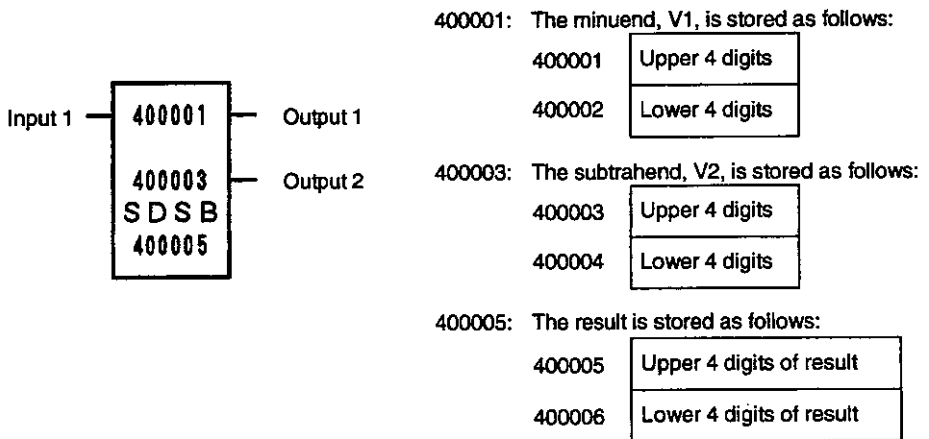 Input 1
400001
Output 1
400003
Output 2
SDSB
400005
400001: The minuend, V1, is stored as follows:
400001 Upper 4 digits
400002 Lower 4 digits
400003: The subtrahend, V2, is stored as follows:
400003 Upper 4 digits
400004 Lower 4 digits
400005: The result is stored as follows:
400005 Upper 4 digits of result
400006 Lower 4 digits of result